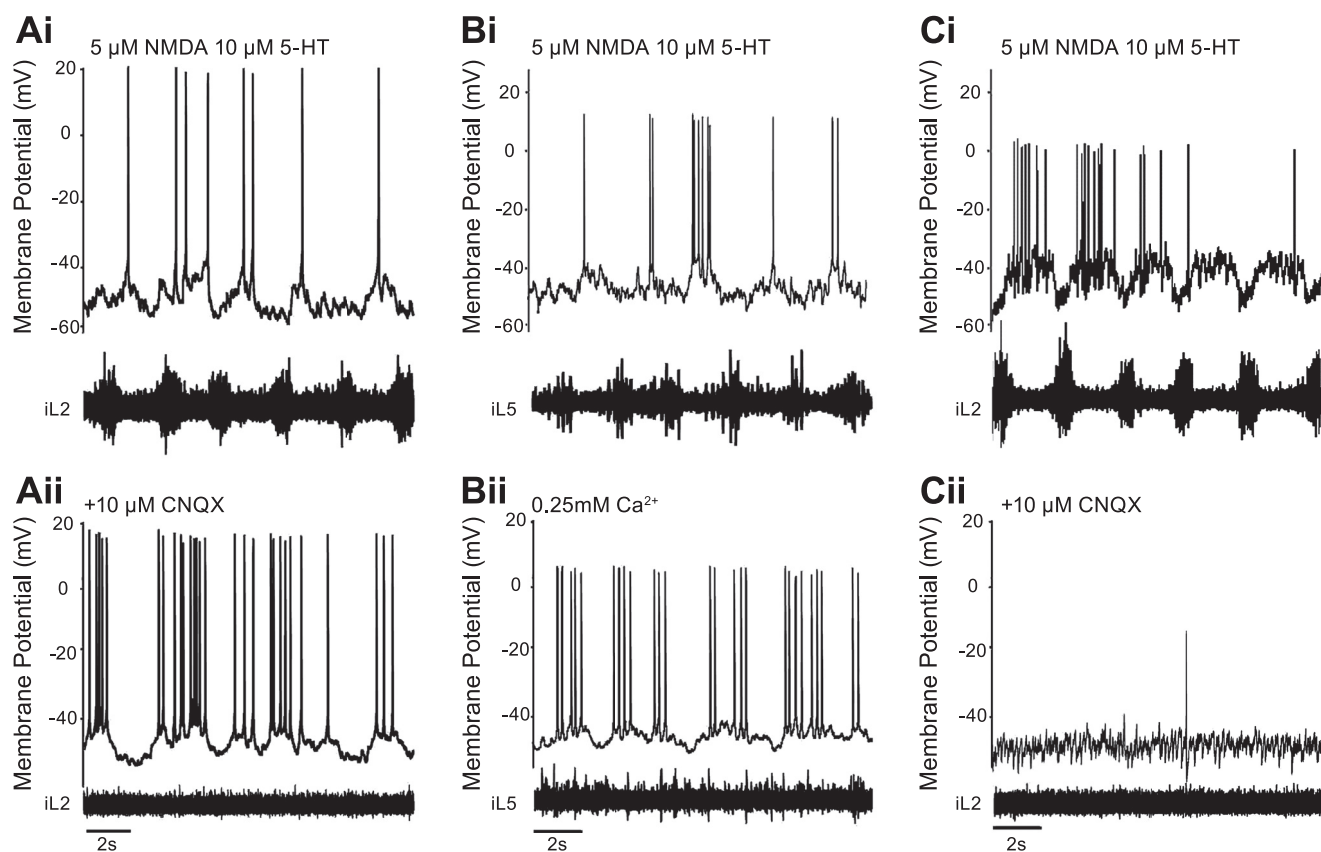 Ai
5 µM NMDA 10 µM 5-HT
Membrane Potential (mV)
20
0
-20
-40
-60
iL2
Bi
5 µM NMDA 10 µM 5-HT
Membrane Potential (mV)
20
0
-20
-40
-60
iL5
Ci
5 µM NMDA 10 µM 5-HT
Membrane Potential (mV)
20
0
-20
-40
-60
iL2
Aii
+10 µM CNQX
Membrane Potential (mV)
20
0
-20
-40
iL2
2s
Bii
0.25mM Ca²⁺
Membrane Potential (mV)
20
0
-20
-40
iL5
2s
Cii
+10 µM CNQX
Membrane Potential (mV)
20
0
-20
-40
iL2
2s